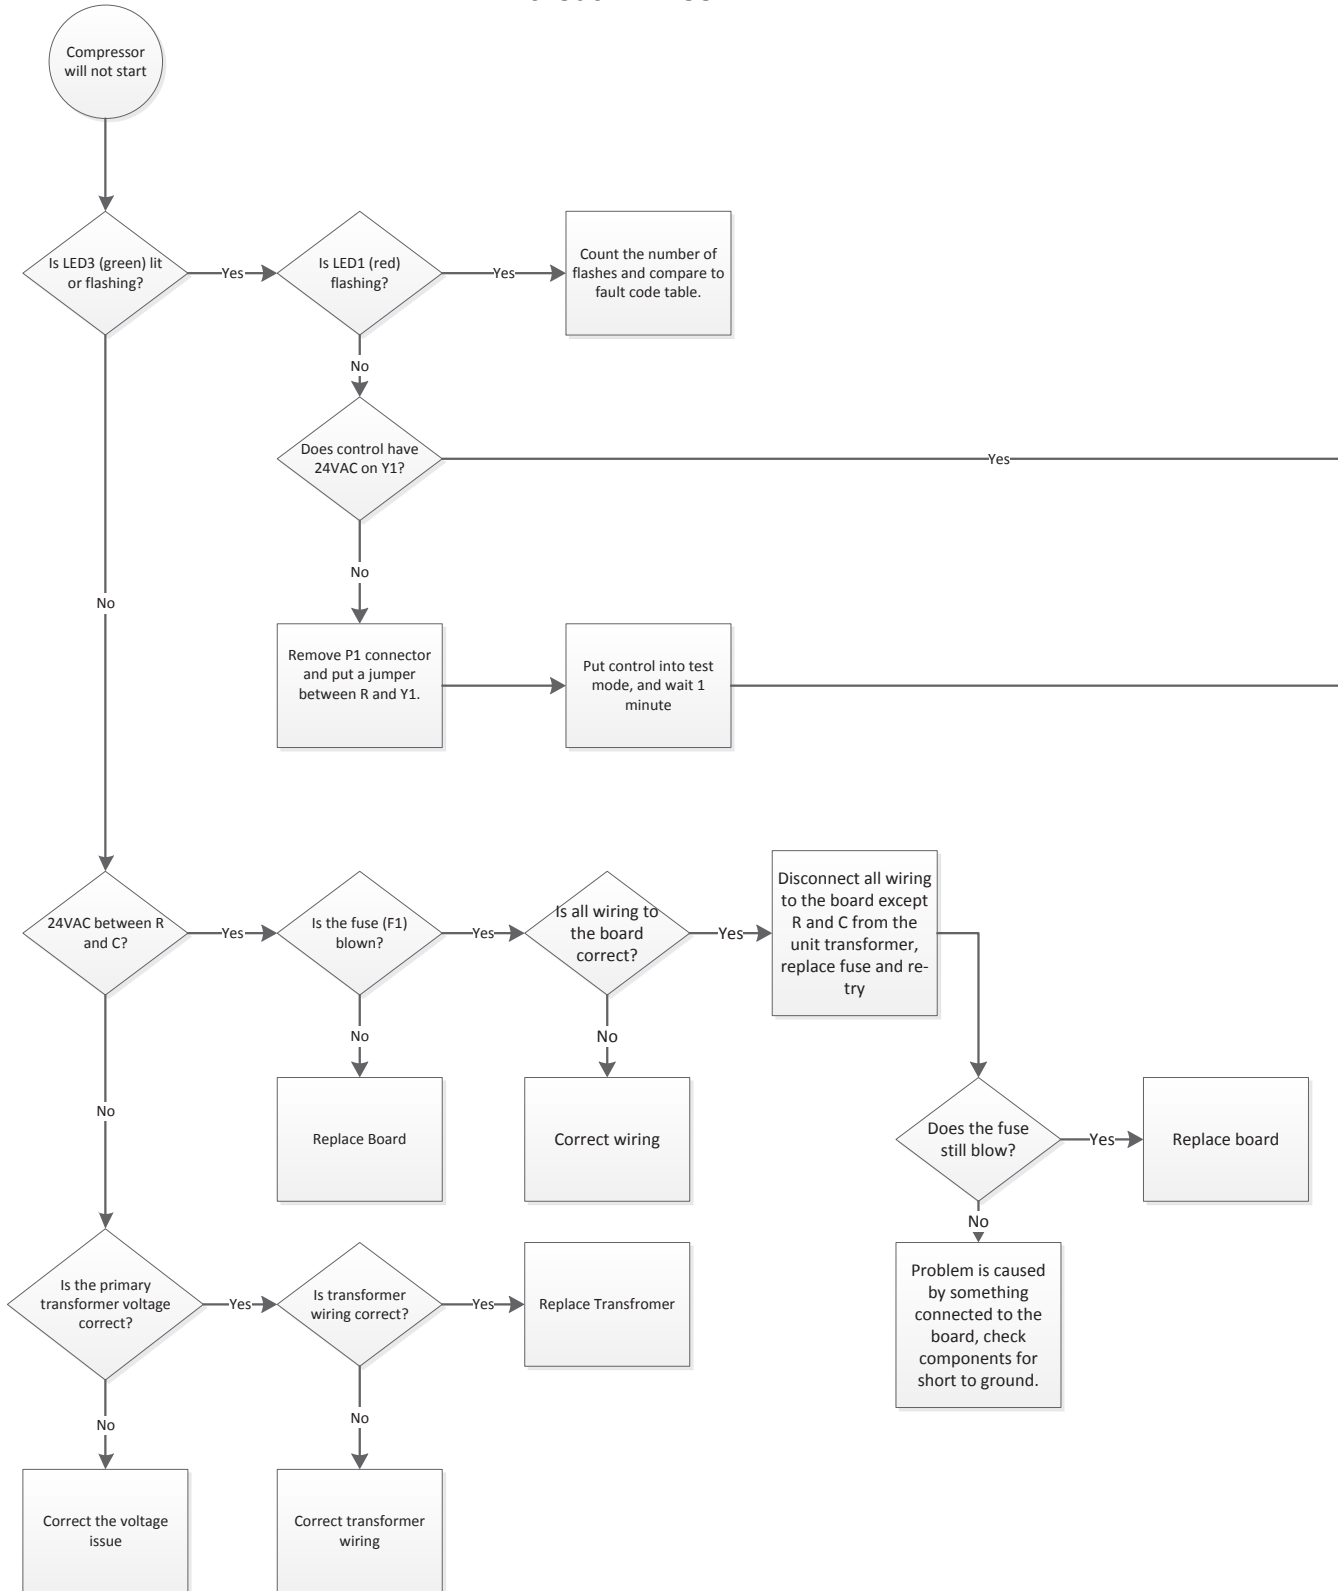 Compressor
will not start
Is LED3 (green) lit
or flashing?
Yes
Is LED1 (red)
flashing?
Yes
Count the number of
flashes and compare to
fault code table.
No
Does control have
24VAC on Y1?
Yes
No
No
Remove P1 connector
and put a jumper
between R and Y1.
Put control into test
mode, and wait 1
minute
24VAC between R
and C?
Yes
Is the fuse (F1)
blown?
Yes
Is all wiring to
the board
correct?
Yes
Disconnect all wiring
to the board except
R and C from the
unit transformer,
replace fuse and re-
try
No
No
No
Replace Board
Correct wiring
Does the fuse
still blow?
Yes
Replace board
No
Is the primary
transformer voltage
correct?
Yes
Is transformer
wiring correct?
Yes
Replace Transfromer
Problem is caused
by something
connected to the
board, check
components for
short to ground.
No
No
Correct the voltage
issue
Correct transformer
wiring